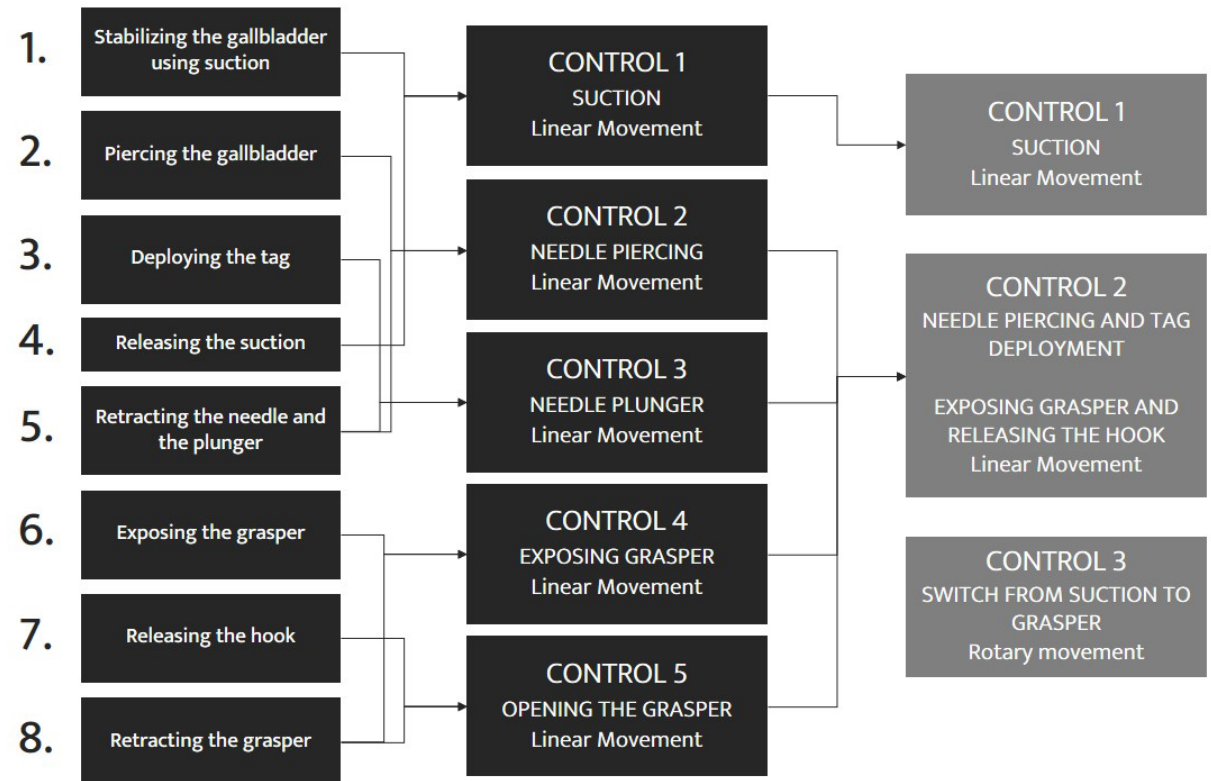 1.
Stabilizing the gallbladder
using suction
2.
Piercing the gallbladder
3.
Deploying the tag
4.
Releasing the suction
5.
Retracting the needle and
the plunger
6.
Exposing the grasper
7.
Releasing the hook
8.
Retracting the grasper
CONTROL 1
SUCTION
Linear Movement
CONTROL 2
NEEDLE PIERCING
Linear Movement
CONTROL 3
NEEDLE PLUNGER
Linear Movement
CONTROL 4
EXPOSING GRASPER
Linear Movement
CONTROL 5
OPENING THE GRASPER
Linear Movement
CONTROL 1
SUCTION
Linear Movement
CONTROL 2
NEEDLE PIERCING AND TAG
DEPLOYMENT
EXPOSING GRASPER AND
RELEASING THE HOOK
Linear Movement
CONTROL 3
SWITCH FROM SUCTION TO
GRASPER
Rotary movement